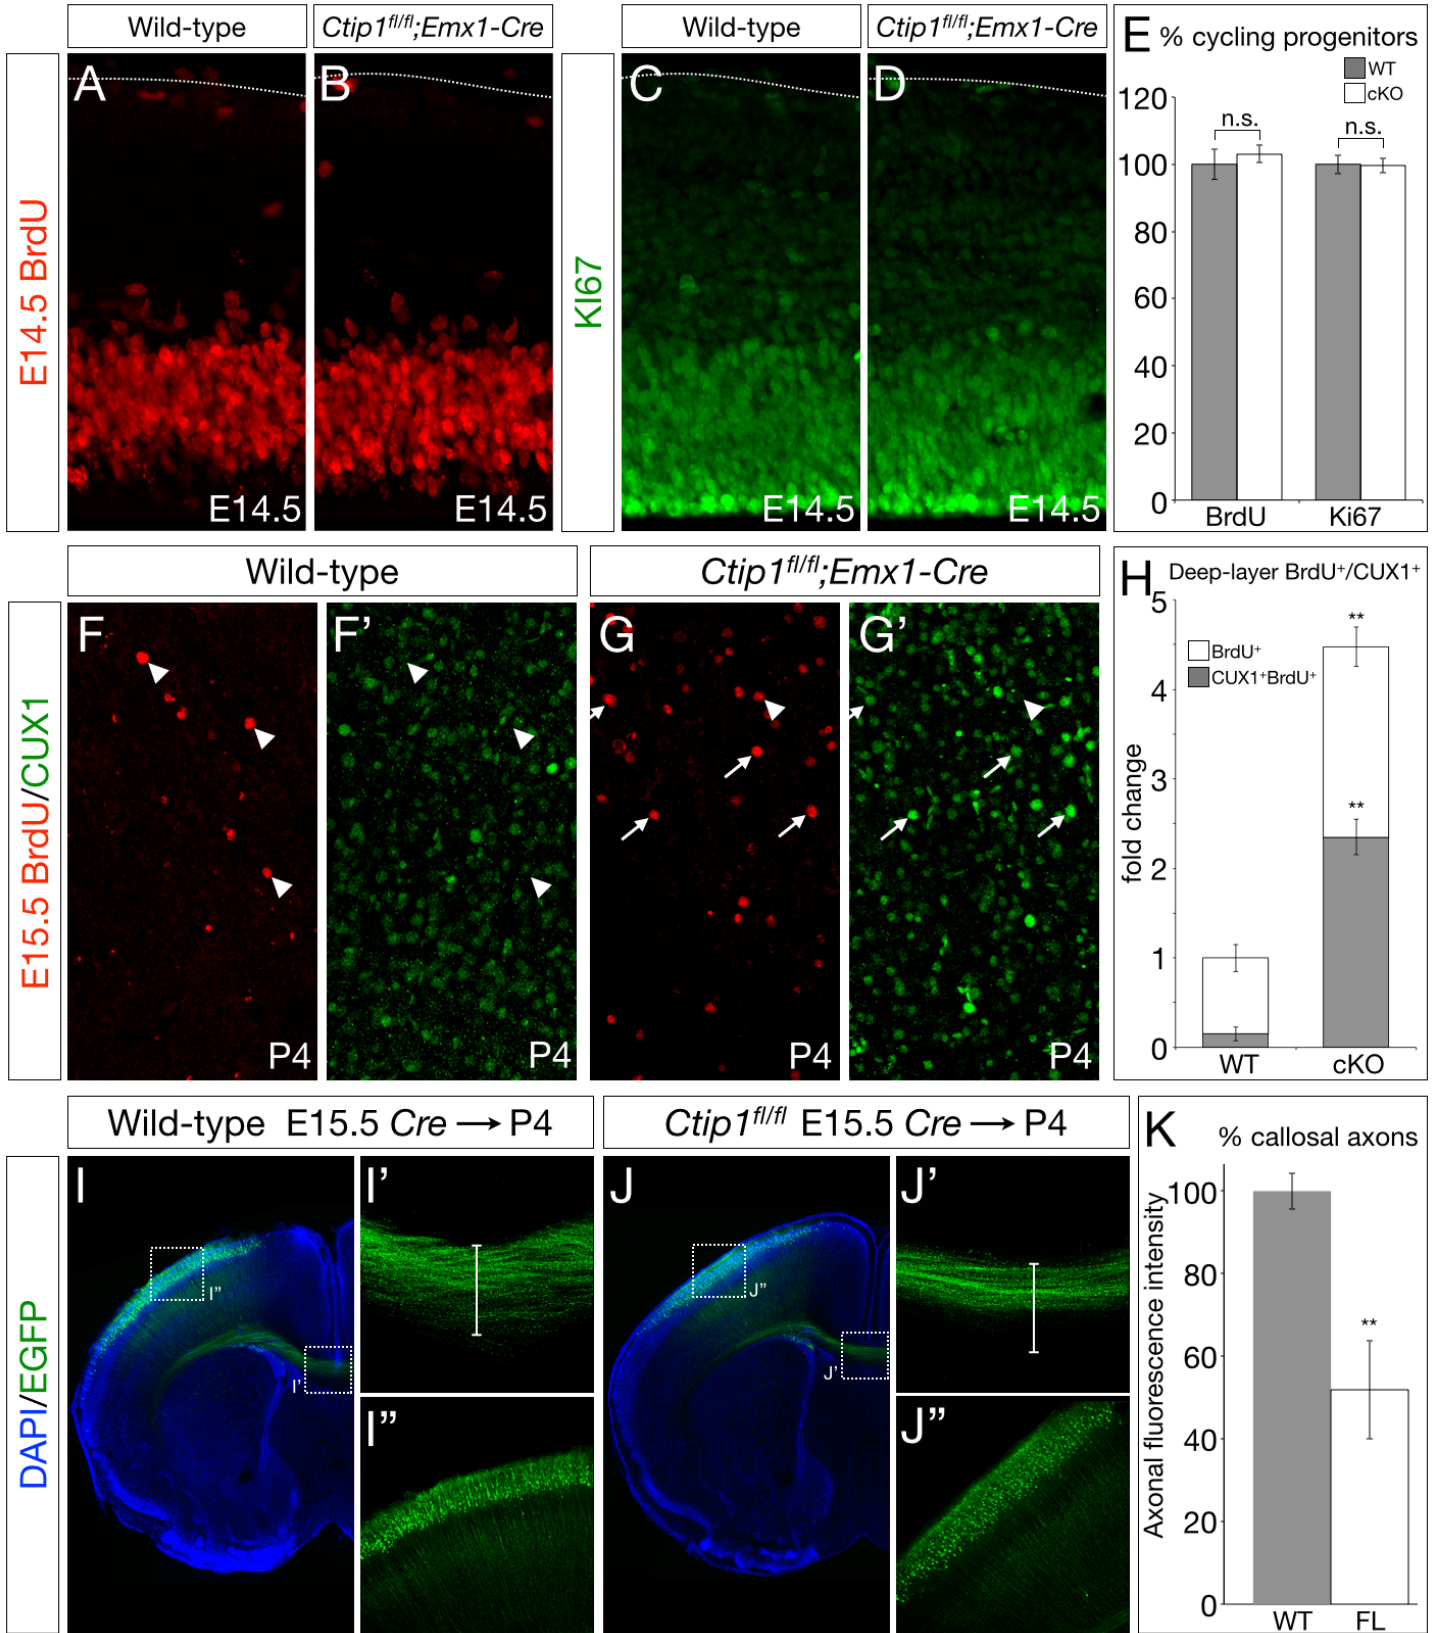 Wild-type
Ctip1fl/fl;Emx1-Cre
Wild-type
Ctip1fl/fl;Emx1-Cre
E14.5 BrdU
A
E14.5
B
E14.5
KI67
C
E14.5
D
E14.5
E % cycling progenitors
WT
cKO
120
100
80
60
40
20
0
n.s.
n.s.
BrdU
Ki67
Wild-type
Ctip1fl/fl;Emx1-Cre
E15.5 BrdU/CUX1
F
P4
F’
P4
G
P4
G’
P4
H Deep-layer BrdU+/CUX1+
BrdU+
CUX1+BrdU+
fold change
5
4
3
2
1
0
**
**
WT
cKO
Wild-type E15.5 Cre → P4
Ctip1fl/fl E15.5 Cre → P4
DAPI/EGFP
I
I”
I’
I’
I”
J
J”
J’
J’
J”
K % callosal axons
Axonal fluorescence intensity
100
80
60
40
20
0
**
WT
FL